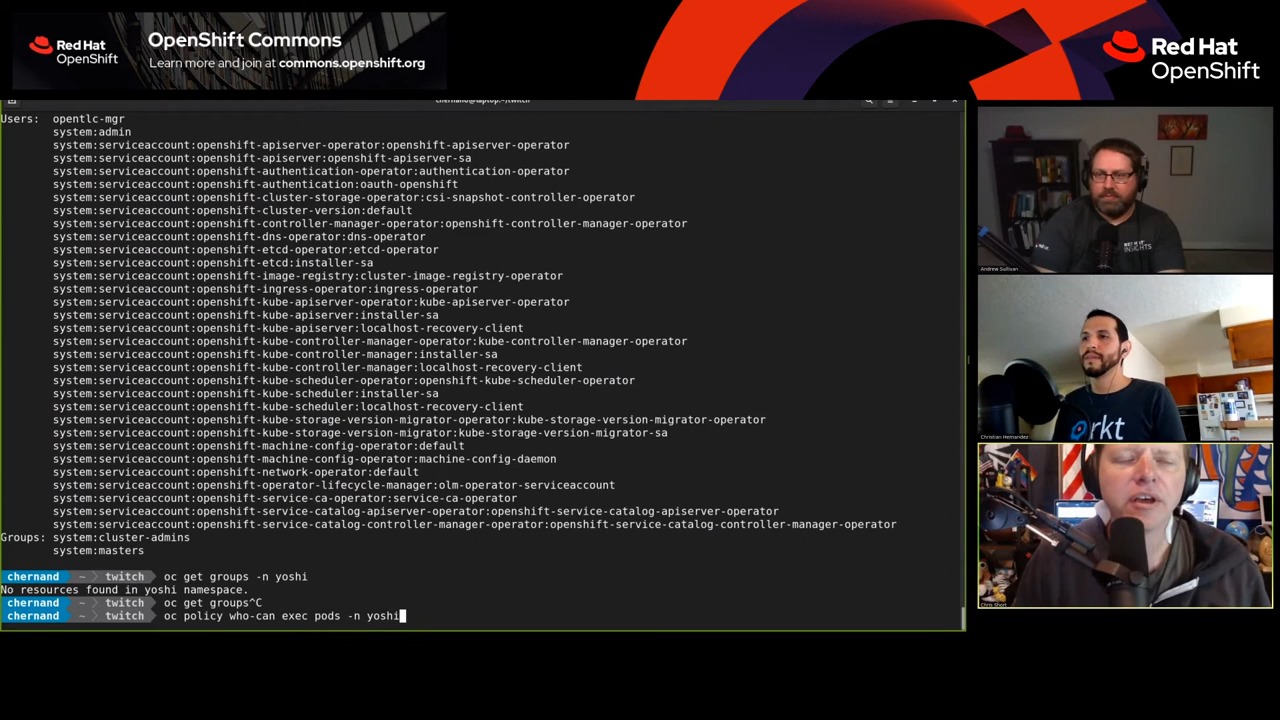 Red Hat
OpenShift
OpenShift Commons
Learn more and join at commons.openshift.org
Red Hat
OpenShift
chernand@laptop:~/twitch
Users: opentlc-mgr
system:admin
system:serviceaccount:openshift-apiserver-operator:openshift-apiserver-operator
system:serviceaccount:openshift-apiserver:openshift-apiserver-sa
system:serviceaccount:openshift-authentication-operator:authentication-operator
system:serviceaccount:openshift-authentication:oauth-openshift
system:serviceaccount:openshift-cluster-storage-operator:csi-snapshot-controller-operator
system:serviceaccount:openshift-cluster-version:default
system:serviceaccount:openshift-controller-manager-operator:openshift-controller-manager-operator
system:serviceaccount:openshift-dns-operator:dns-operator
system:serviceaccount:openshift-etcd-operator:etcd-operator
system:serviceaccount:openshift-etcd:installer-sa
system:serviceaccount:openshift-image-registry:cluster-image-registry-operator
system:serviceaccount:openshift-ingress-operator:ingress-operator
system:serviceaccount:openshift-kube-apiserver-operator:kube-apiserver-operator
system:serviceaccount:openshift-kube-apiserver:installer-sa
system:serviceaccount:openshift-kube-apiserver:localhost-recovery-client
system:serviceaccount:openshift-kube-controller-manager-operator:kube-controller-manager-operator
system:serviceaccount:openshift-kube-controller-manager:installer-sa
system:serviceaccount:openshift-kube-controller-manager:localhost-recovery-client
system:serviceaccount:openshift-kube-scheduler-operator:openshift-kube-scheduler-operator
system:serviceaccount:openshift-kube-scheduler:installer-sa
system:serviceaccount:openshift-kube-scheduler:localhost-recovery-client
system:serviceaccount:openshift-kube-storage-version-migrator-operator:kube-storage-version-migrator-operator
system:serviceaccount:openshift-kube-storage-version-migrator:kube-storage-version-migrator-sa
system:serviceaccount:openshift-machine-config-operator:default
system:serviceaccount:openshift-machine-config-operator:machine-config-daemon
system:serviceaccount:openshift-network-operator:default
system:serviceaccount:openshift-operator-lifecycle-manager:olm-operator-serviceaccount
system:serviceaccount:openshift-service-ca-operator:service-ca-operator
system:serviceaccount:openshift-service-catalog-apiserver-operator:openshift-service-catalog-apiserver-operator
system:serviceaccount:openshift-service-catalog-controller-manager-operator:openshift-service-catalog-controller-manager-operator
Groups: system:cluster-admins
system:masters
chernand ~ twitch oc get groups -n yoshi
No resources found in yoshi namespace.
chernand ~ twitch oc get groups^C
chernand ~ twitch oc policy who-can exec pods -n yoshi
RED HAT
INSIGHTS
Andrew Sullivan
rkt
Christian Hernandez
Chris Short